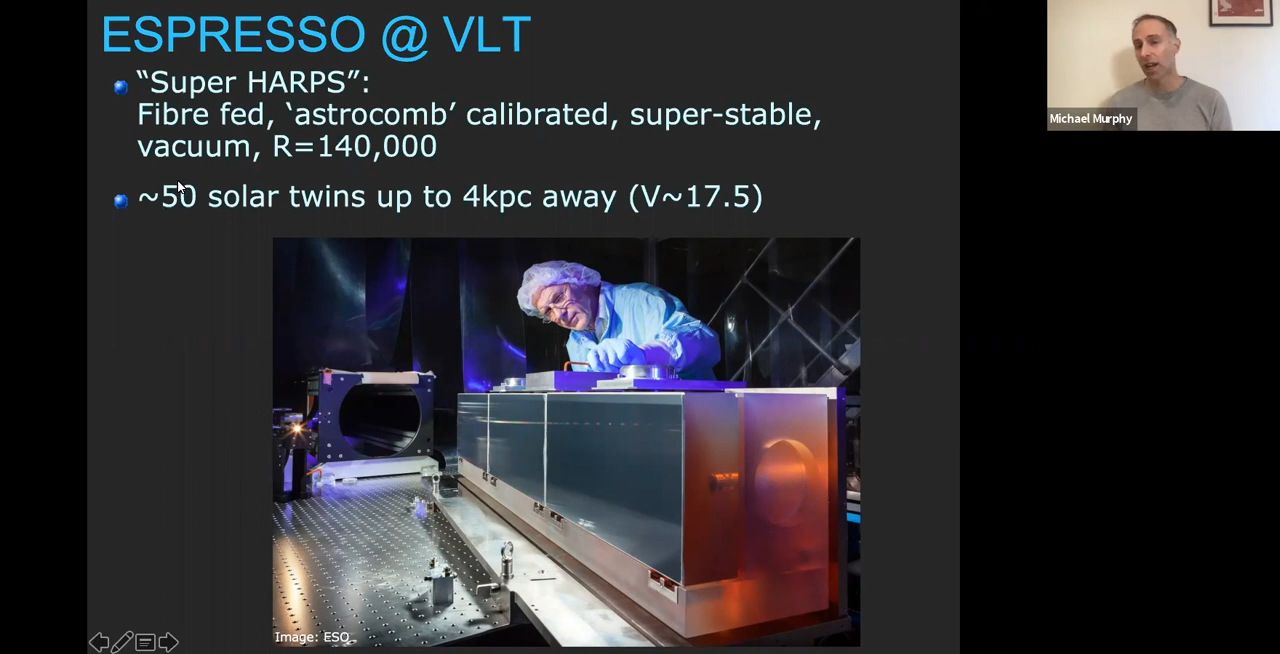 ESPRESSO @ VLT
“Super HARPS”:
Fibre fed, ‘astrocomb’ calibrated, super-stable,
vacuum, R=140,000
~50 solar twins up to 4kpc away (V~17.5)
Image: ESO
Michael Murphy